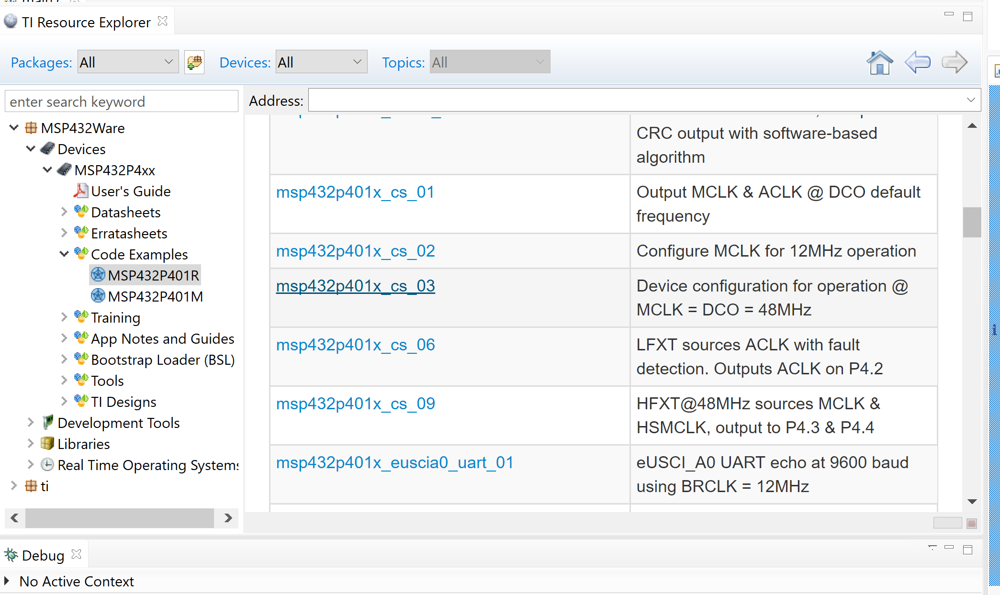 TI Resource Explorer
Packages: All Devices: All Topics: All
enter search keyword
Address:
MSP432Ware
Devices
MSP432P4xx
User's Guide
Datasheets
Erratasheets
Code Examples
MSP432P401R
MSP432P401M
Training
App Notes and Guides
Bootstrap Loader (BSL)
Tools
TI Designs
Development Tools
Libraries
Real Time Operating Systems
ti
CRC output with software-based
algorithm
msp432p401x_cs_01
Output MCLK & ACLK @ DCO default
frequency
msp432p401x_cs_02
Configure MCLK for 12MHz operation
msp432p401x_cs_03
Device configuration for operation @
MCLK = DCO = 48MHz
msp432p401x_cs_06
LFXT sources ACLK with fault
detection. Outputs ACLK on P4.2
msp432p401x_cs_09
HFXT@48MHz sources MCLK &
HSMCLK, output to P4.3 & P4.4
msp432p401x_euscia0_uart_01
eUSCI_A0 UART echo at 9600 baud
using BRCLK = 12MHz
Debug
No Active Context